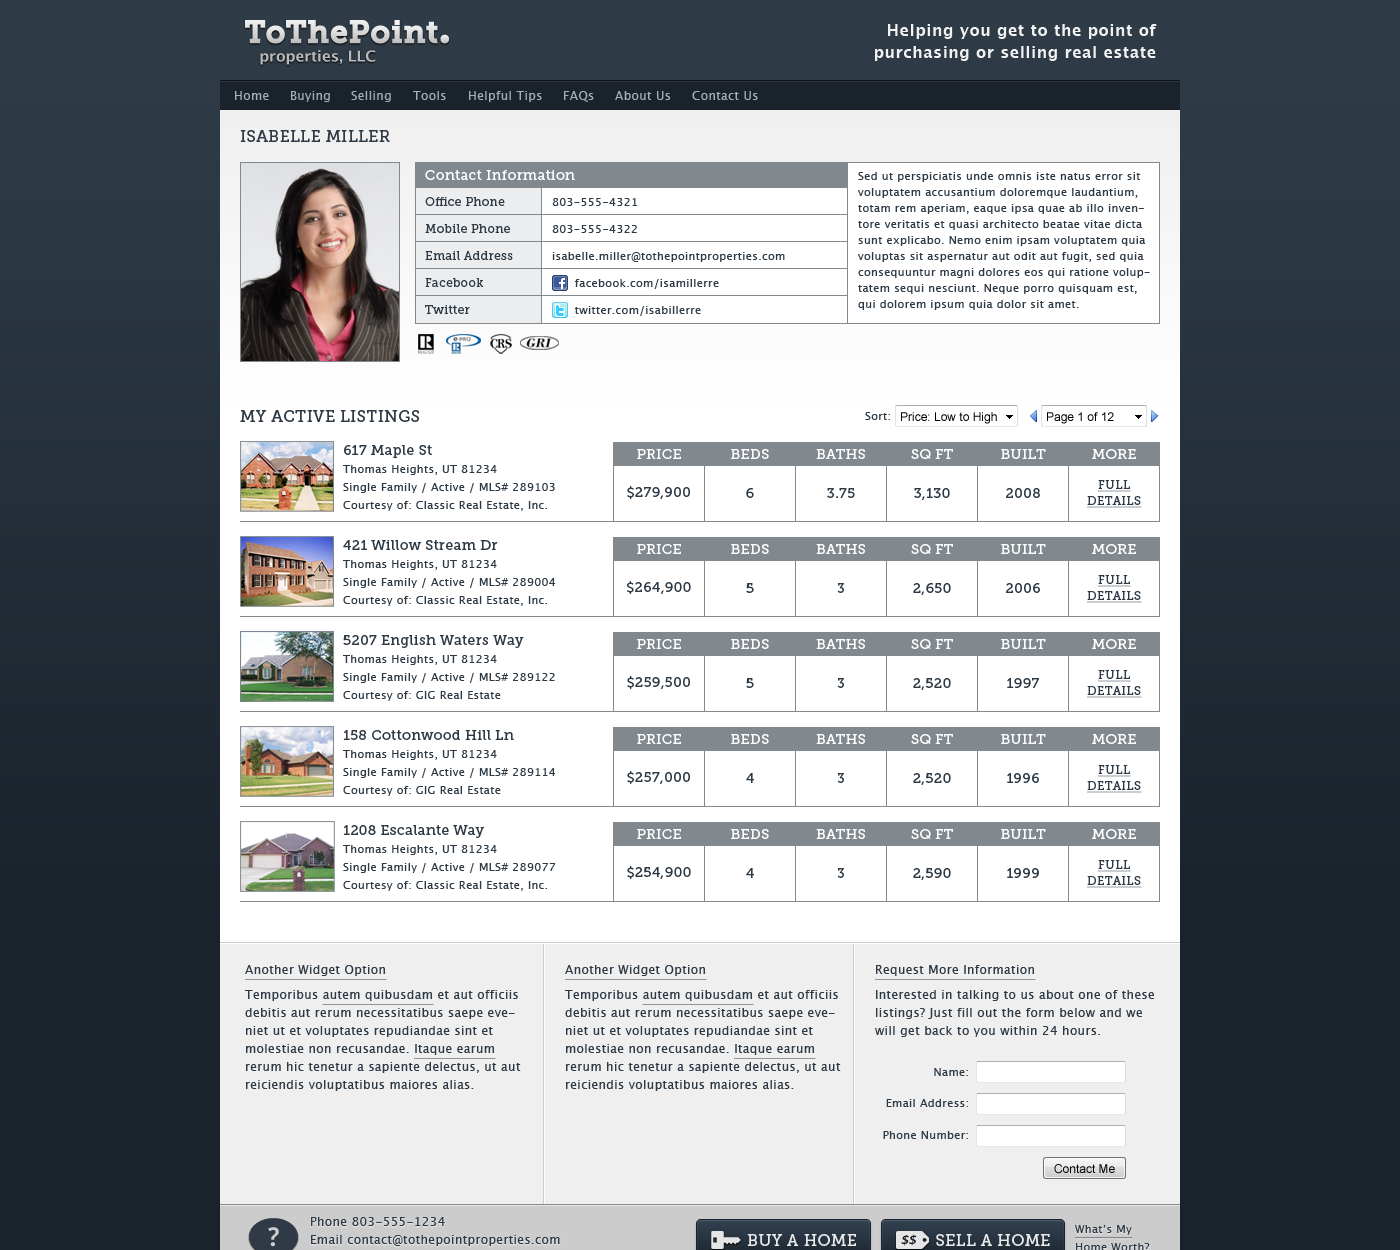 ToThePoint.
properties, LLC
Helping you get to the point of
purchasing or selling real estate
Home Buying Selling Tools Helpful Tips FAQs About Us Contact Us
ISABELLE MILLER
Contact Information
Office Phone 803-555-4321
Mobile Phone 803-555-4322
Email Address isabelle.miller@tothepointproperties.com
Facebook facebook.com/isamillerre
Twitter twitter.com/isabillerre
Sed ut perspiciatis unde omnis iste natus error sit
voluptatem accusantium doloremque laudantium,
totam rem aperiam, eaque ipsa quae ab illo inven-
tore veritatis et quasi architecto beatae vitae dicta
sunt explicabo. Nemo enim ipsam voluptatem quia
voluptas sit aspernatur aut odit aut fugit, sed quia
consequuntur magni dolores eos qui ratione volup-
tatem sequi nesciunt. Neque porro quisquam est,
qui dolorem ipsum quia dolor sit amet.
R e-PRO CRS GRI
REALTOR
MY ACTIVE LISTINGS
Sort: Price: Low to High Page 1 of 12
617 Maple St
Thomas Heights, UT 81234
Single Family / Active / MLS# 289103
Courtesy of: Classic Real Estate, Inc.
PRICE BEDS BATHS SQ FT BUILT MORE
$279,900 6 3.75 3,130 2008 FULL
DETAILS
421 Willow Stream Dr
Thomas Heights, UT 81234
Single Family / Active / MLS# 289004
Courtesy of: Classic Real Estate, Inc.
PRICE BEDS BATHS SQ FT BUILT MORE
$264,900 5 3 2,650 2006 FULL
DETAILS
5207 English Waters Way
Thomas Heights, UT 81234
Single Family / Active / MLS# 289122
Courtesy of: GIG Real Estate
PRICE BEDS BATHS SQ FT BUILT MORE
$259,500 5 3 2,520 1997 FULL
DETAILS
158 Cottonwood Hill Ln
Thomas Heights, UT 81234
Single Family / Active / MLS# 289114
Courtesy of: GIG Real Estate
PRICE BEDS BATHS SQ FT BUILT MORE
$257,000 4 3 2,520 1996 FULL
DETAILS
1208 Escalante Way
Thomas Heights, UT 81234
Single Family / Active / MLS# 289077
Courtesy of: Classic Real Estate, Inc.
PRICE BEDS BATHS SQ FT BUILT MORE
$254,900 4 3 2,590 1999 FULL
DETAILS
Another Widget Option
Temporibus autem quibusdam et aut officiis
debitis aut rerum necessitatibus saepe eve-
niet ut et voluptates repudiandae sint et
molestiae non recusandae. Itaque earum
rerum hic tenetur a sapiente delectus, ut aut
reiciendis voluptatibus maiores alias.
Another Widget Option
Temporibus autem quibusdam et aut officiis
debitis aut rerum necessitatibus saepe eve-
niet ut et voluptates repudiandae sint et
molestiae non recusandae. Itaque earum
rerum hic tenetur a sapiente delectus, ut aut
reiciendis voluptatibus maiores alias.
Request More Information
Interested in talking to us about one of these
listings? Just fill out the form below and we
will get back to you within 24 hours.
Name:
Email Address:
Phone Number:
Contact Me
?
Phone 803-555-1234
Email contact@tothepointproperties.com
BUY A HOME
$$ SELL A HOME
What's My
Home Worth?